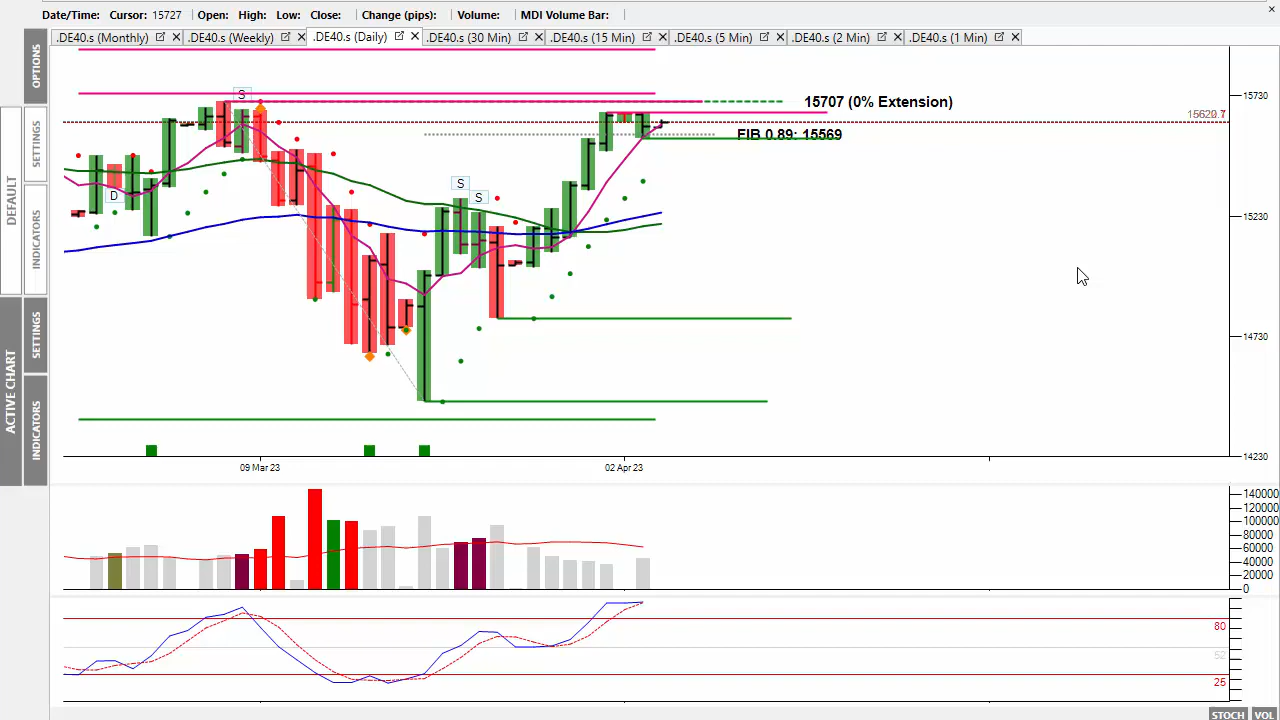 Date/Time: Cursor: 15727 Open: High: Low: Close: Change (pips): Volume: MDI Volume Bar:
.DE40.s (Monthly) .DE40.s (Weekly) .DE40.s (Daily) .DE40.s (30 Min) .DE40.s (15 Min) .DE40.s (5 Min) .DE40.s (2 Min) .DE40.s (1 Min)
OPTIONS
DEFAULT
SETTINGS
INDICATORS
ACTIVE CHART
SETTINGS
INDICATORS
S
15707 (0% Extension)
15730
15620.7
FIB 0.89: 15569
D
S
S
15230
14730
14230
09 Mar 23
02 Apr 23
140000
120000
100000
80000
60000
40000
20000
0
80
52
25
STOCH VOL